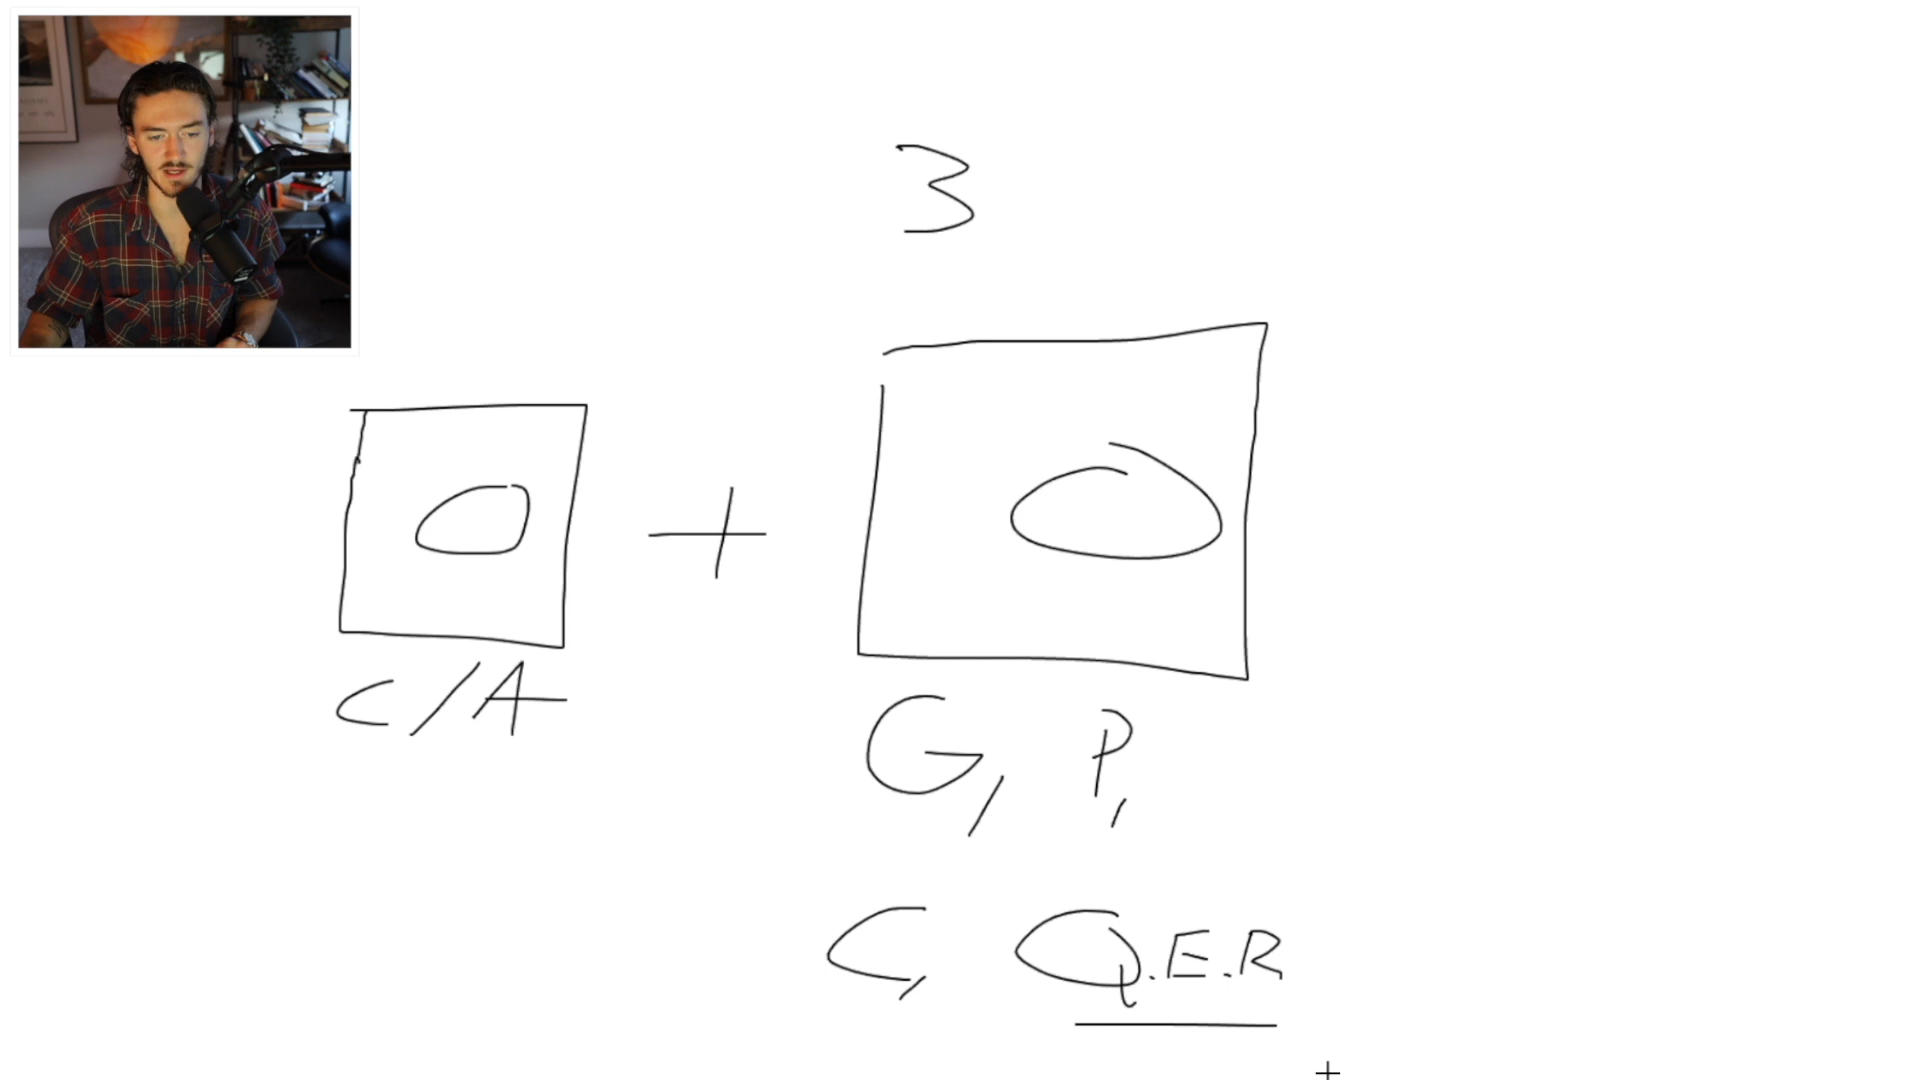 3
+
C/A
G, P,
C, Q.E.R